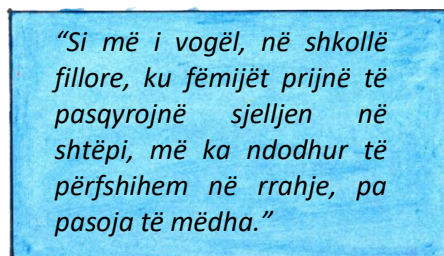 “Si më i vogël, në shkollë
fillore, ku fëmijët prijnë të
pasqyrojnë sjelljen në
shtëpi, më ka ndodhur të
përfshihem në rrahje, pa
pasoja të mëdha.”